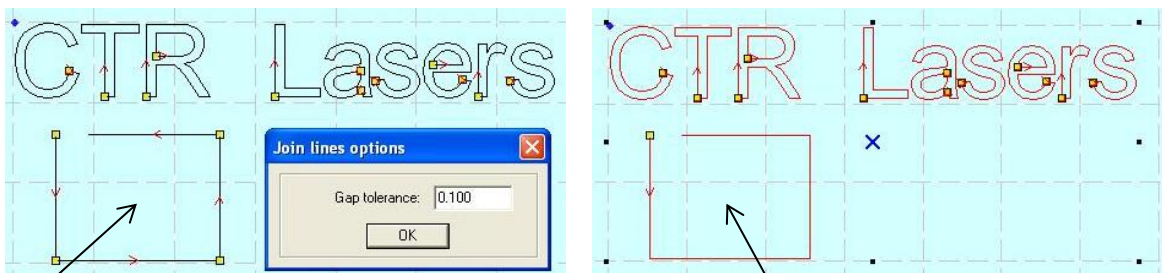 CTR Lasers
Join lines options
Gap tolerance: 0.100
OK
CTR Lasers